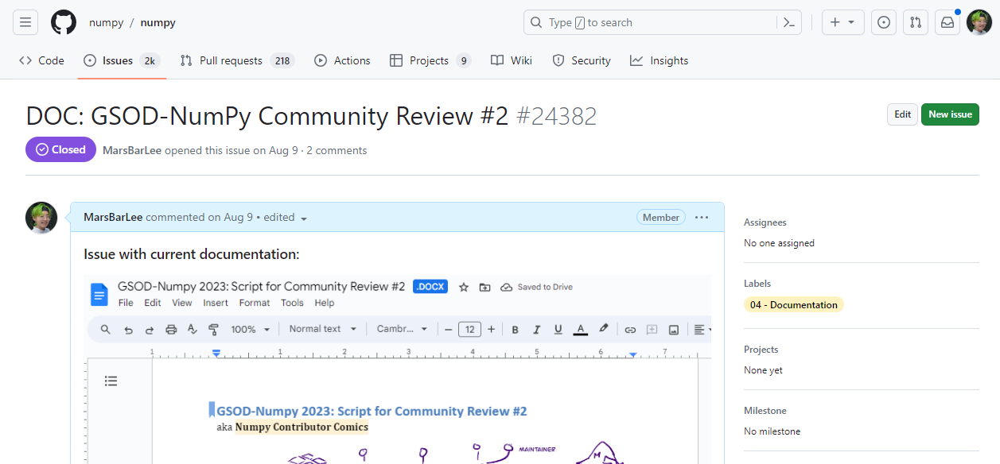 numpy / numpy
Type / to search
Code
Issues 2k
Pull requests 218
Actions
Projects 9
Wiki
Security
Insights
DOC: GSOD-NumPy Community Review #2 #24382
Edit
New issue
Closed
MarsBarLee opened this issue on Aug 9 · 2 comments
MarsBarLee commented on Aug 9 • edited
Member
Issue with current documentation:
GSOD-Numpy 2023: Script for Community Review #2 .DOCX Saved to Drive
File Edit View Insert Format Tools Help
100% Normal text Cambr... – 12 + B I U A
1 1 2 3 4 5 6 7
GSOD-Numpy 2023: Script for Community Review #2
aka Numpy Contributor Comics
MAINTAINER
M
Assignees
No one assigned
Labels
04 - Documentation
Projects
None yet
Milestone
No milestone